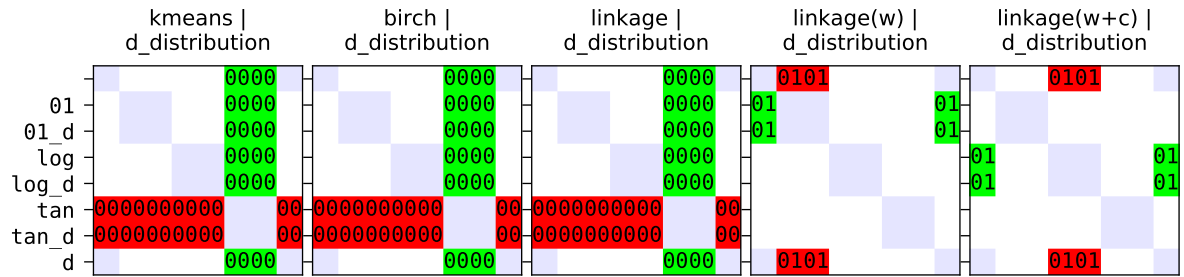 kmeans | birch | linkage | linkage(w) | linkage(w+c) |
d_distribution d_distribution d_distribution d_distribution d_distribution
0000 0000 0000 0101 0101
01 0000 0000 0000 01 01
01_d 0000 0000 0000 01 01
log 0000 0000 0000 01 01
log_d 0000 0000 0000 01 01
tan 0000000000 00 0000000000 00 0000000000 00
tan_d 0000000000 00 0000000000 00 0000000000 00
d 0000 0000 0000 0101 0101